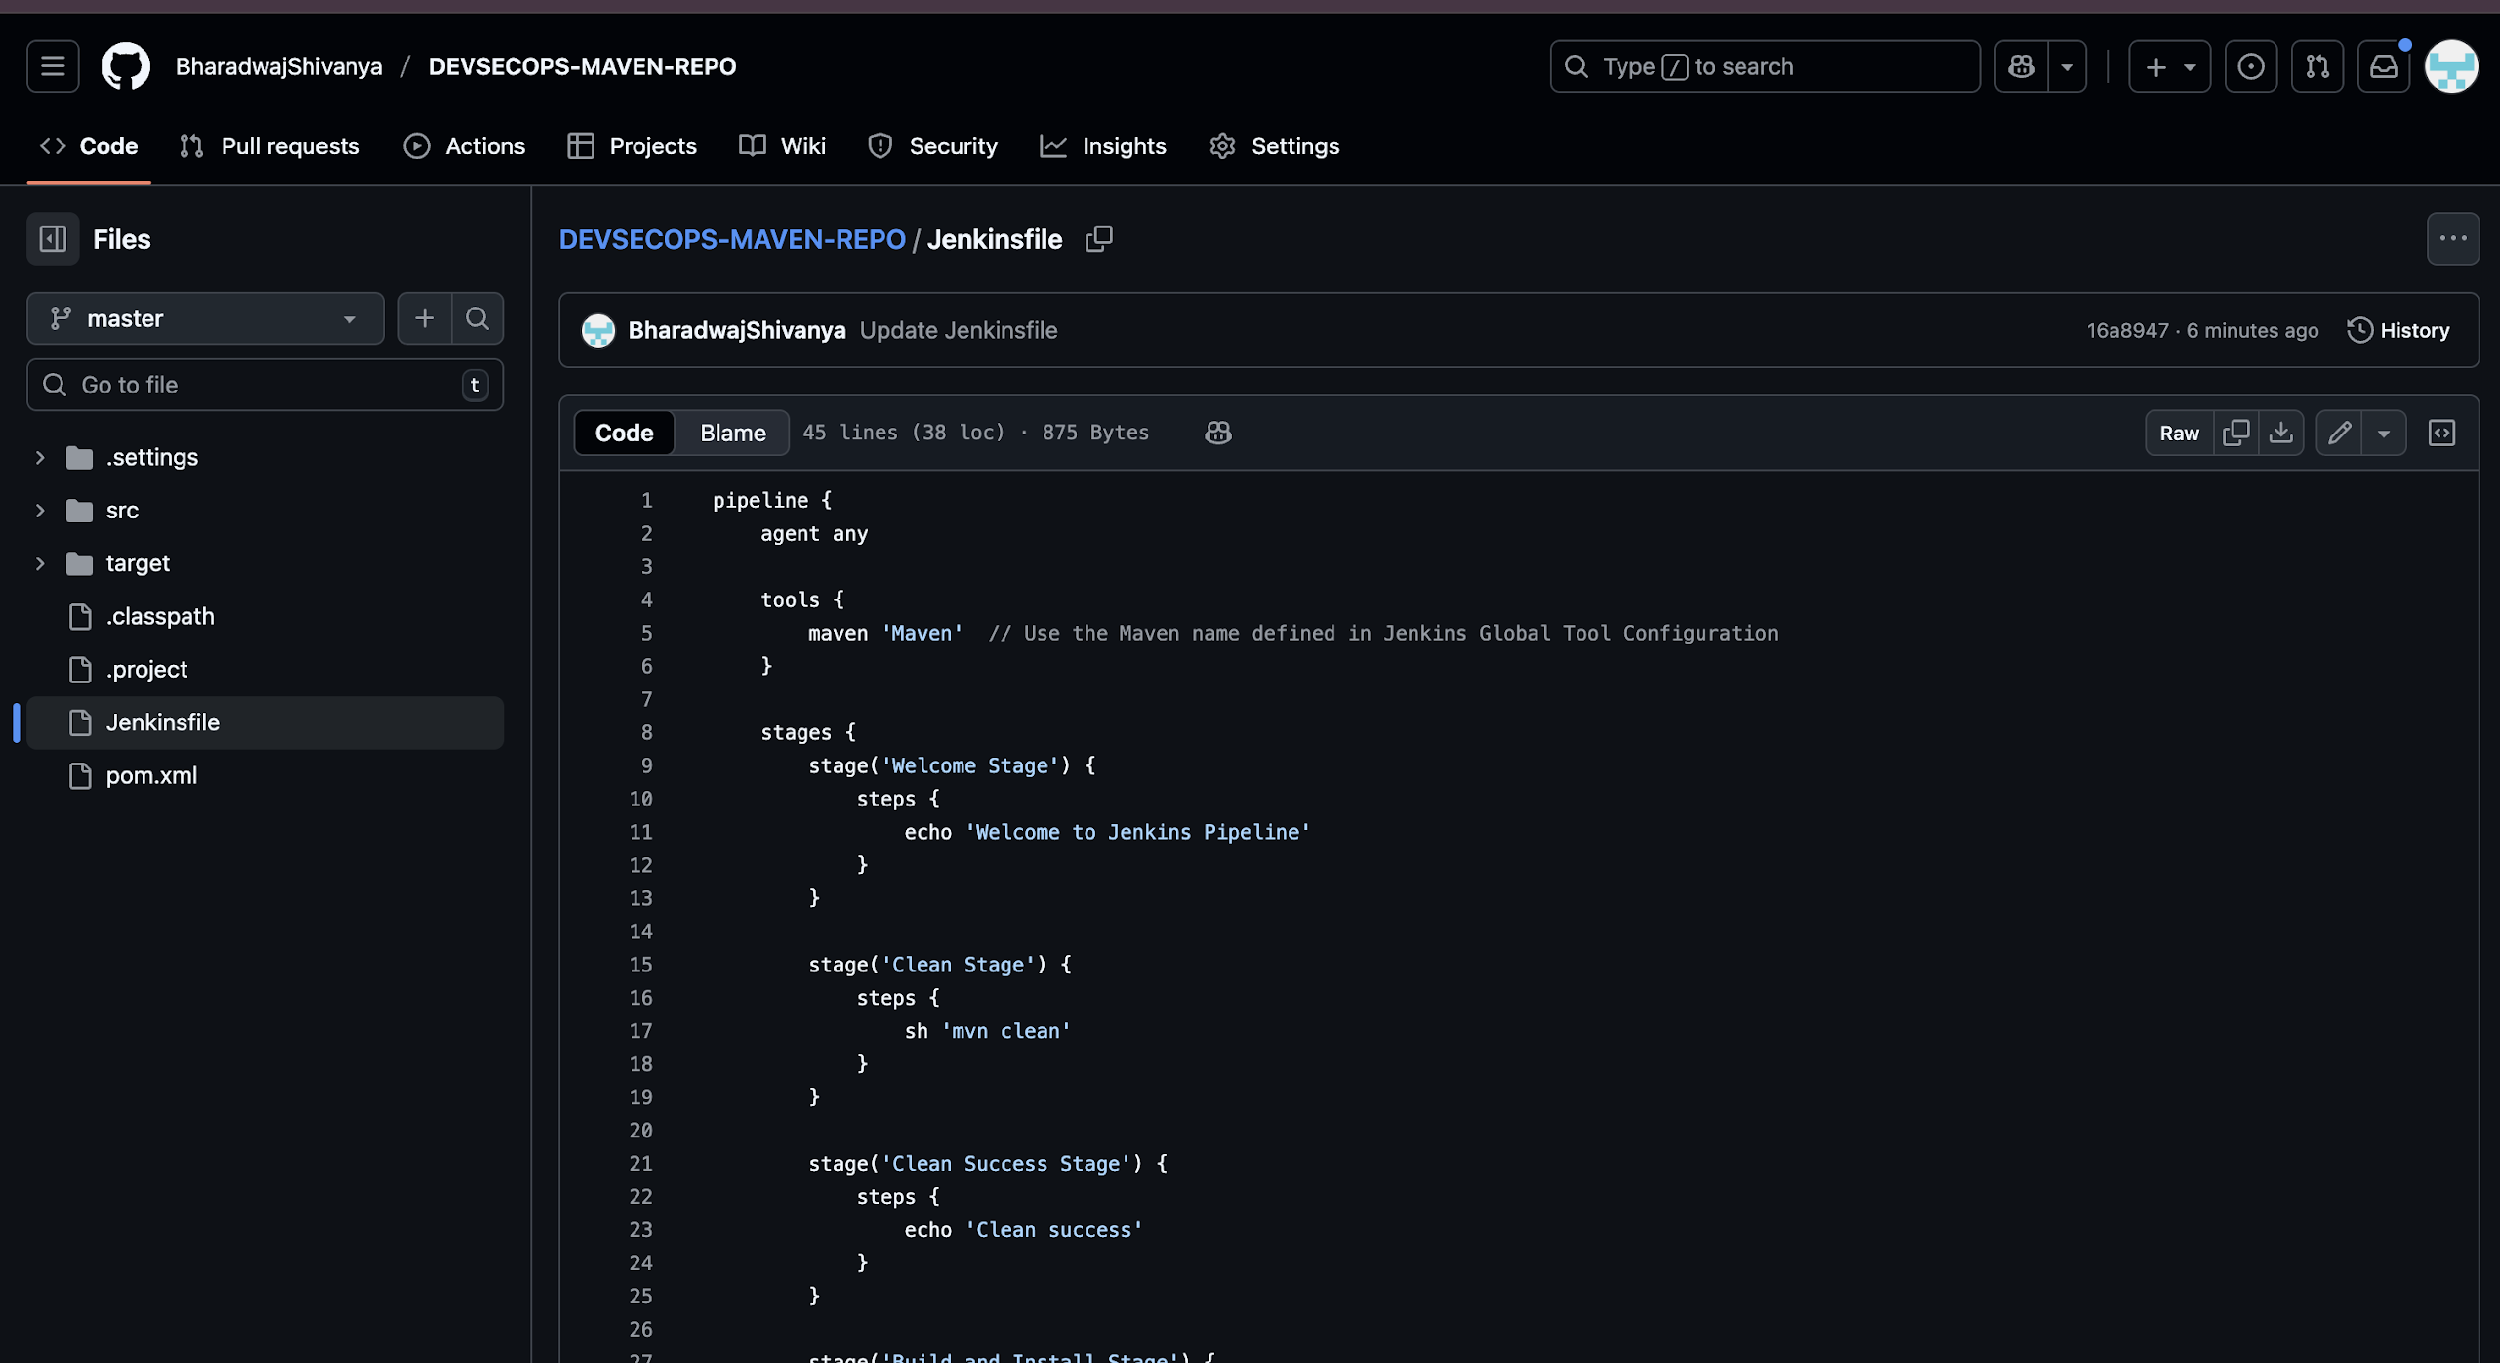 BharadwajShivanya / DEVSECOPS-MAVEN-REPO
Type / to search
Code Pull requests Actions Projects Wiki Security Insights Settings
Files
master
Go to file t
.settings
src
target
.classpath
.project
Jenkinsfile
pom.xml
DEVSECOPS-MAVEN-REPO / Jenkinsfile
BharadwajShivanya Update Jenkinsfile 16a8947 · 6 minutes ago History
Code Blame 45 lines (38 loc) · 875 Bytes Raw
1 pipeline {
2 agent any
3
4 tools {
5 maven 'Maven' // Use the Maven name defined in Jenkins Global Tool Configuration
6 }
7
8 stages {
9 stage('Welcome Stage') {
10 steps {
11 echo 'Welcome to Jenkins Pipeline'
12 }
13 }
14
15 stage('Clean Stage') {
16 steps {
17 sh 'mvn clean'
18 }
19 }
20
21 stage('Clean Success Stage') {
22 steps {
23 echo 'Clean success'
24 }
25 }
26
27 stage('Build and Install Stage') {